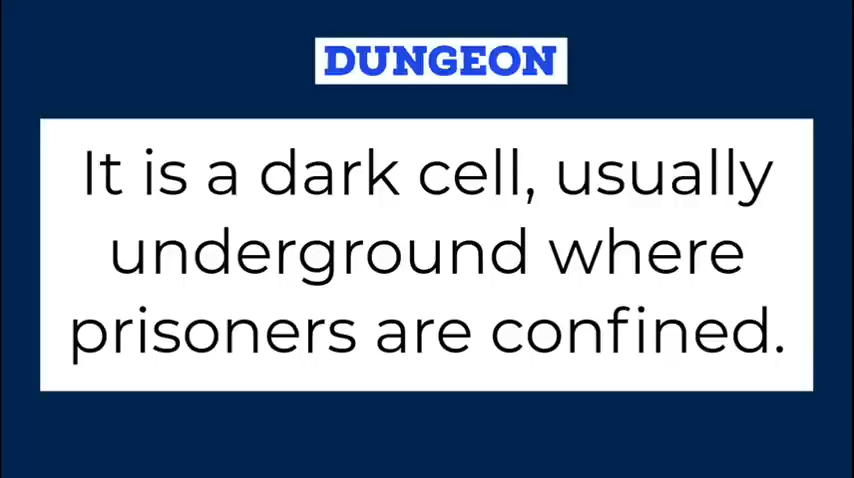 DUNGEON
It is a dark cell, usually
underground where
prisoners are confined.